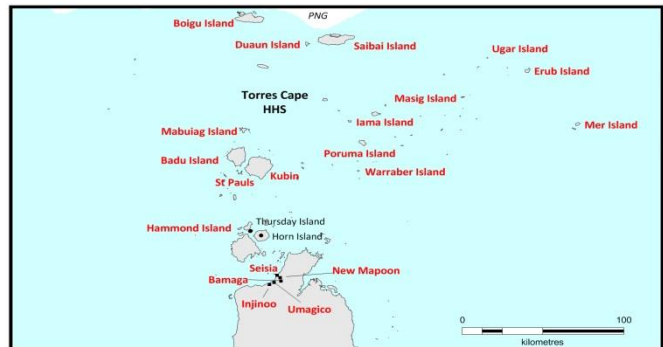 PNG
Boigu Island
Duaun Island
Saibai Island
Ugar Island
Erub Island
Torres Cape
HHS
Masig Island
Iama Island
Mer Island
Mabuiag Island
Poruma Island
Badu Island
Kubin
Warraber Island
St Pauls
Thursday Island
Hammond Island
Horn Island
Seisia
New Mapoon
Bamaga
Injinoo
Umagico
0
100
kilometres